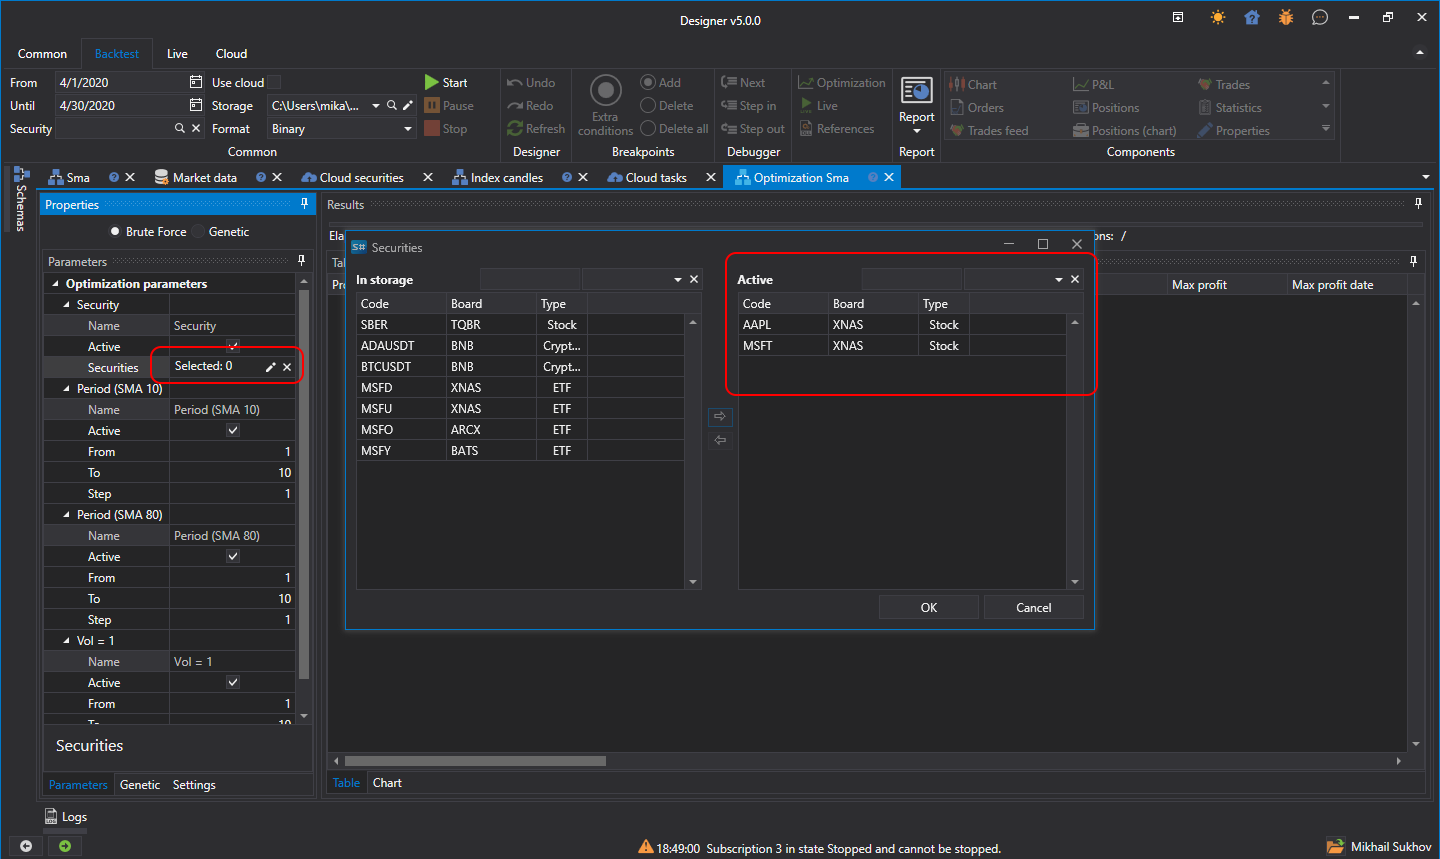 Designer v5.0.0
Common Backtest Live Cloud
From 4/1/2020 Use cloud Start Undo Add Next Optimization Chart P&L Trades
Until 4/30/2020 Storage C:\Users\mika\... Pause Redo Delete Step in Live Orders Positions Statistics
Security Format Binary Stop Refresh Extra conditions Delete all Step out References Report Trades feed Positions (chart) Properties
Common Designer Breakpoints Debugger Report Components
Schemas
Sma Market data Cloud securities Index candles Cloud tasks Optimization Sma
Properties
Brute Force Genetic
Parameters
Optimization parameters
Security
Name Security
Active
Securities Selected: 0
Period (SMA 10)
Name Period (SMA 10)
Active
From 1
To 10
Step 1
Period (SMA 80)
Name Period (SMA 80)
Active
From 1
To 10
Step 1
Vol = 1
Name Vol = 1
Active
From 1
To 10
Securities
Parameters Genetic Settings
Results
Ela
ons: /
Ta
Pr Max profit Max profit date
S# Securities
In storage
Code Board Type
SBER TQBR Stock
ADAUSDT BNB Crypt...
BTCUSDT BNB Crypt...
MSFD XNAS ETF
MSFU XNAS ETF
MSFO ARCX ETF
MSFY BATS ETF
Active
Code Board Type
AAPL XNAS Stock
MSFT XNAS Stock
OK Cancel
Table Chart
Logs
18:49:00 Subscription 3 in state Stopped and cannot be stopped.
Mikhail Sukhov